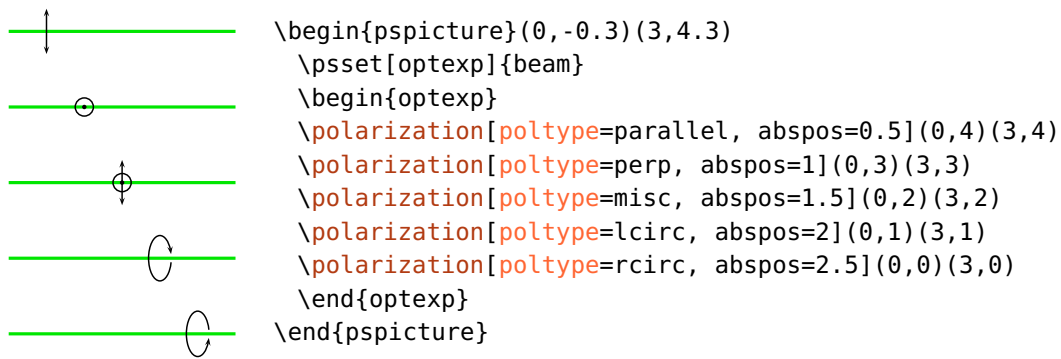 \begin{pspicture}(0,-0.3)(3,4.3)
\psset[optexp]{beam}
\begin{optexp}
\polarization[poltype=parallel, abspos=0.5](0,4)(3,4)
\polarization[poltype=perp, abspos=1](0,3)(3,3)
\polarization[poltype=misc, abspos=1.5](0,2)(3,2)
\polarization[poltype=lcirc, abspos=2](0,1)(3,1)
\polarization[poltype=rcirc, abspos=2.5](0,0)(3,0)
\end{optexp}
\end{pspicture}